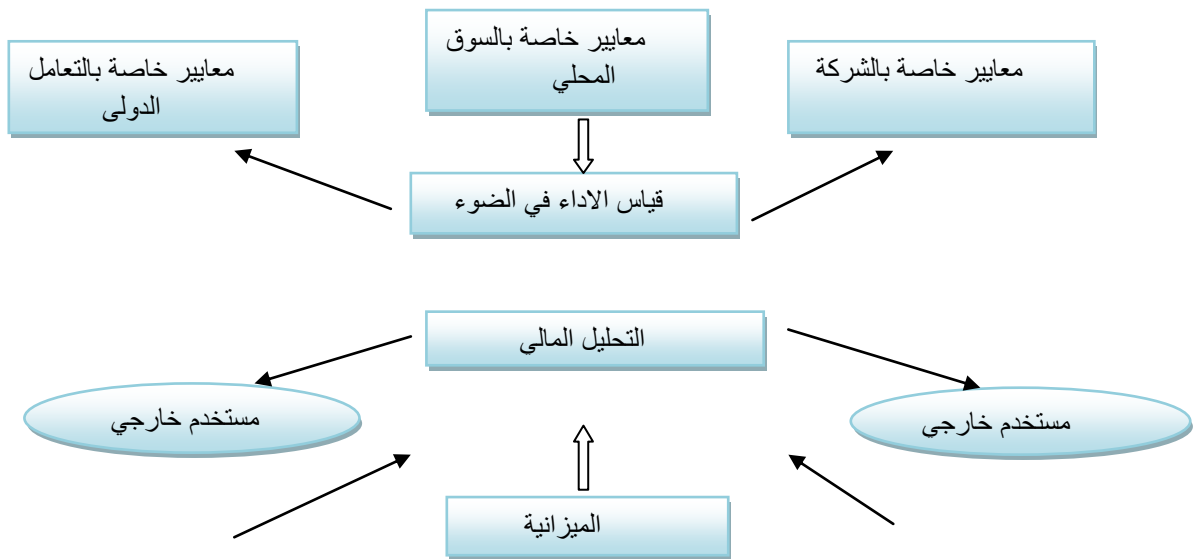 معايير خاصة بالشركة
معايير خاصة بالسوق
المحلي
معايير خاصة بالتعامل
الدولى
قياس الاداء في الضوء
التحليل المالي
مستخدم خارجي
مستخدم خارجي
الميزانية